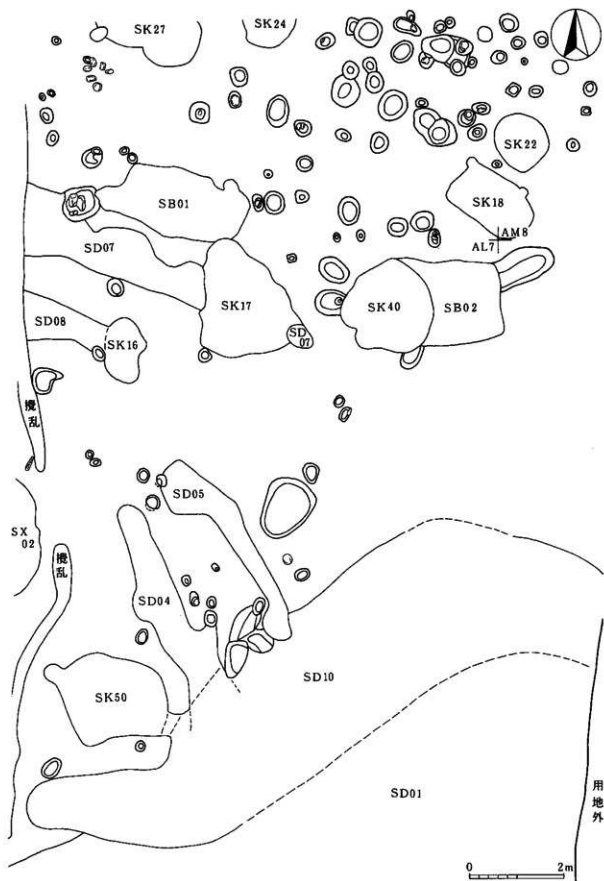 SK27
SK24
SK22
SK18
SB01
AM8
AL7
SD07
SK17
SK40
SB02
SD
07
SD08
SK16
攪乱
SD05
SX
02
攪乱
SD04
SD10
SK50
SD01
用地外
0
2m